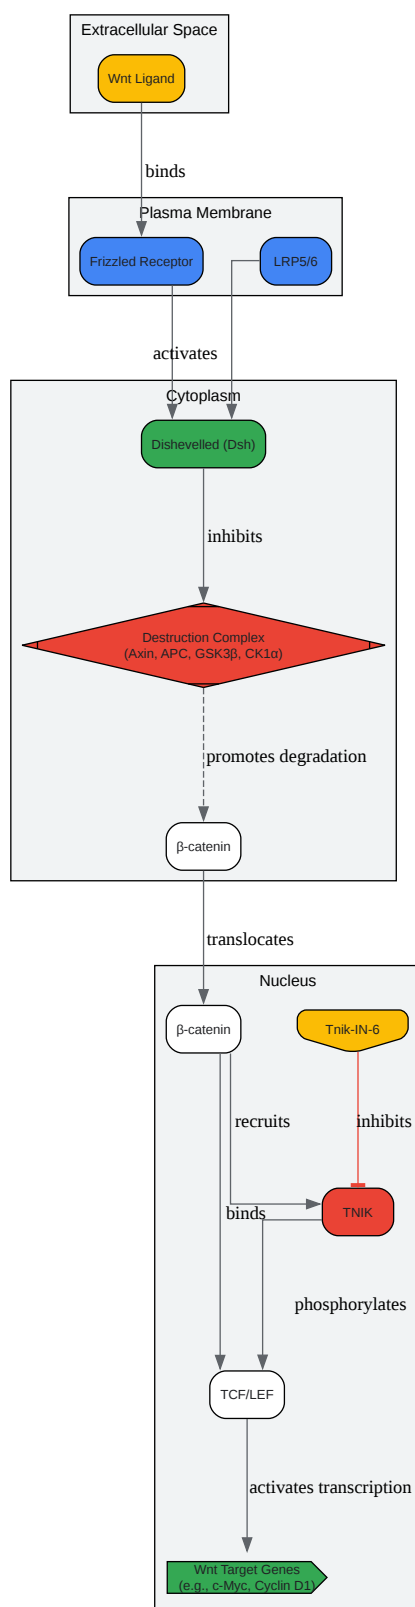 Extracellular Space
Wnt Ligand
binds
Plasma Membrane
Frizzled Receptor
LRP5/6
activates
Cytoplasm
Dishevelled (Dsh)
inhibits
Destruction Complex
(Axin, APC, GSK3β, CK1α)
promotes degradation
β-catenin
translocates
Nucleus
β-catenin
Tnik-IN-6
recruits
inhibits
binds
TNIK
phosphorylates
TCF/LEF
activates transcription
Wnt Target Genes
(e.g., c-Myc, Cyclin D1)